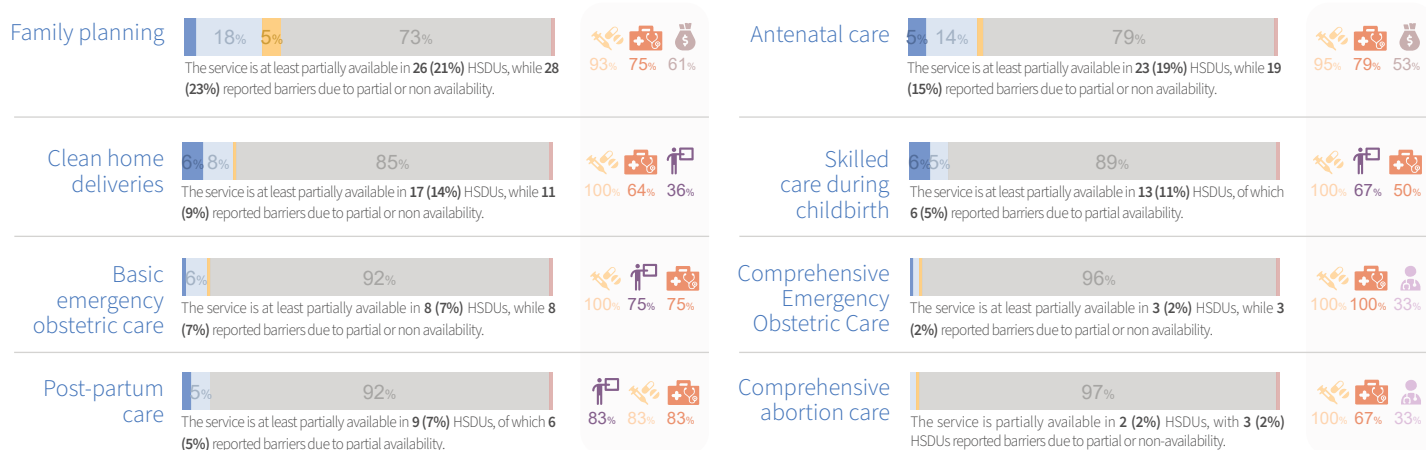 Family planning
18% 5% 73%
The service is at least partially available in 26 (21%) HSDUs, while 28
(23%) reported barriers due to partial or non availability.
93% 75% 61%
Antenatal care
5% 14% 79%
The service is at least partially available in 23 (19%) HSDUs, while 19
(15%) reported barriers due to partial or non availability.
95% 79% 53%
Clean home
deliveries
6% 8% 85%
The service is at least partially available in 17 (14%) HSDUs, while 11
(9%) reported barriers due to partial or non availability.
100% 64% 36%
Skilled
care during
childbirth
6% 5% 89%
The service is at least partially available in 13 (11%) HSDUs, of which
6 (5%) reported barriers due to partial availability.
100% 67% 50%
Basic
emergency
obstetric care
6% 92%
The service is at least partially available in 8 (7%) HSDUs, while 8
(7%) reported barriers due to partial or non availability.
100% 75% 75%
Comprehensive
Emergency
Obstetric Care
96%
The service is at least partially available in 3 (2%) HSDUs, while 3
(2%) reported barriers due to partial or non availability.
100% 100% 33%
Post-partum
care
5% 92%
The service is at least partially available in 9 (7%) HSDUs, of which 6
(5%) reported barriers due to partial availability.
83% 83% 83%
Comprehensive
abortion care
97%
The service is partially available in 2 (2%) HSDUs, with 3 (2%)
HSDUs reported barriers due to partial or non-availability.
100% 67% 33%